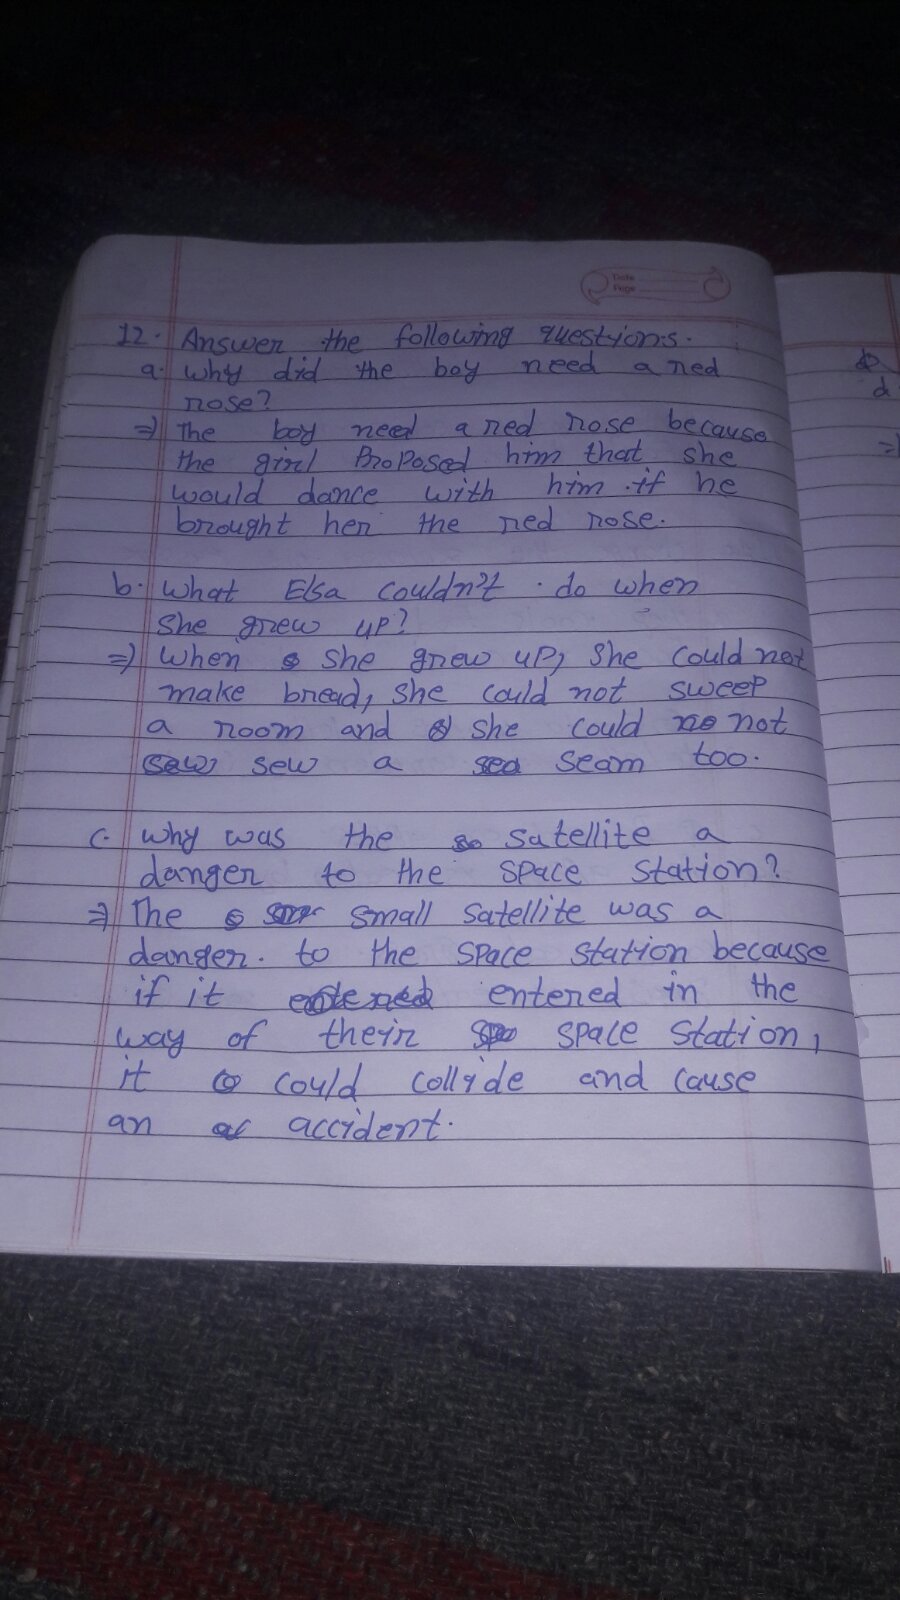 Date
Page
12. Answer the following questions.
a. Why did the boy need a red
rose?
⇒ The boy need a red rose because
the girl Proposed him that she
would dance with him if he
brought her the red rose.
b. What Elsa couldn't do when
she grew up?
⇒ When she grew up, she could not
make bread, she could not sweep
a room and she could not
sew a seam too.
c. Why was the satellite a
danger to the space station?
⇒ The small satellite was a
danger. to the space station because
if it entered in the
way of their space station,
it could collide and cause
an accident.
d
⇒